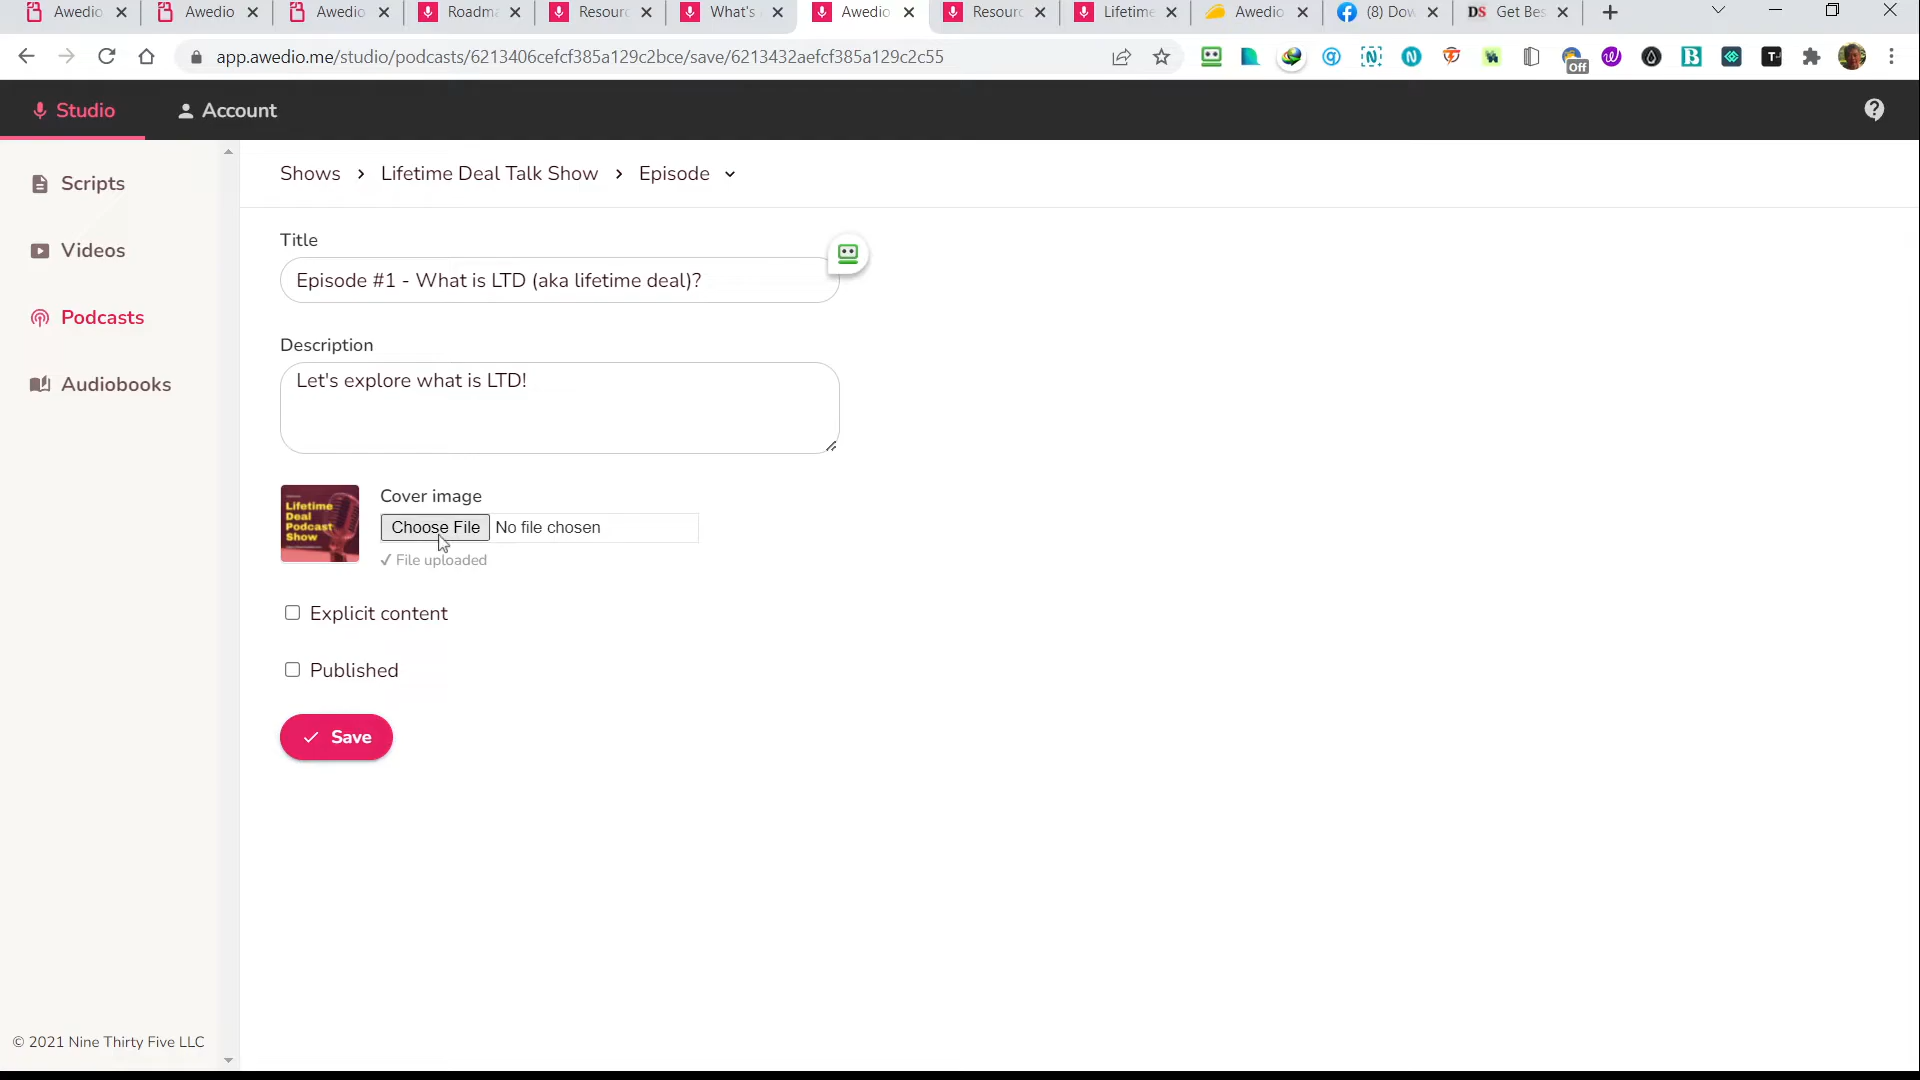 Awedio
Awedio
Awedio
Roadma
Resourc
What's
Awedio
Resourc
Lifetime
Awedio
(8) Dow
DS Get Bes
app.awedio.me/studio/podcasts/6213406cefcf385a129c2bce/save/6213432aefcf385a129c2c55
Off
Studio
Account
Scripts
Videos
Podcasts
Audiobooks
Shows > Lifetime Deal Talk Show > Episode
Title
Episode #1 - What is LTD (aka lifetime deal)?
Description
Let's explore what is LTD!
Lifetime
Deal
Podcast
Show
Cover image
Choose File No file chosen
✓ File uploaded
Explicit content
Published
Save
© 2021 Nine Thirty Five LLC